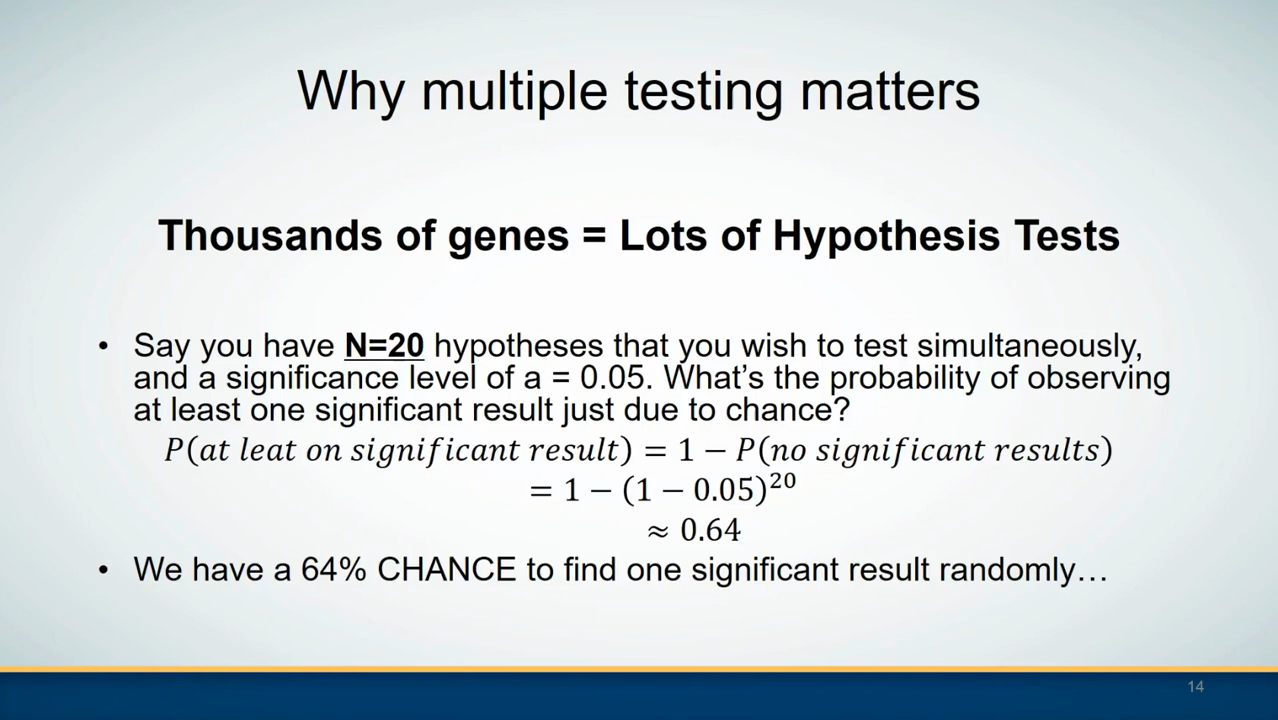 Why multiple testing matters
Thousands of genes = Lots of Hypothesis Tests
• Say you have N=20 hypotheses that you wish to test simultaneously,
and a significance level of a = 0.05. What's the probability of observing
at least one significant result just due to chance?
P(at leat on significant result) = 1 − P(no significant results)
= 1 − (1 − 0.05)²⁰
≈ 0.64
• We have a 64% CHANCE to find one significant result randomly…
14